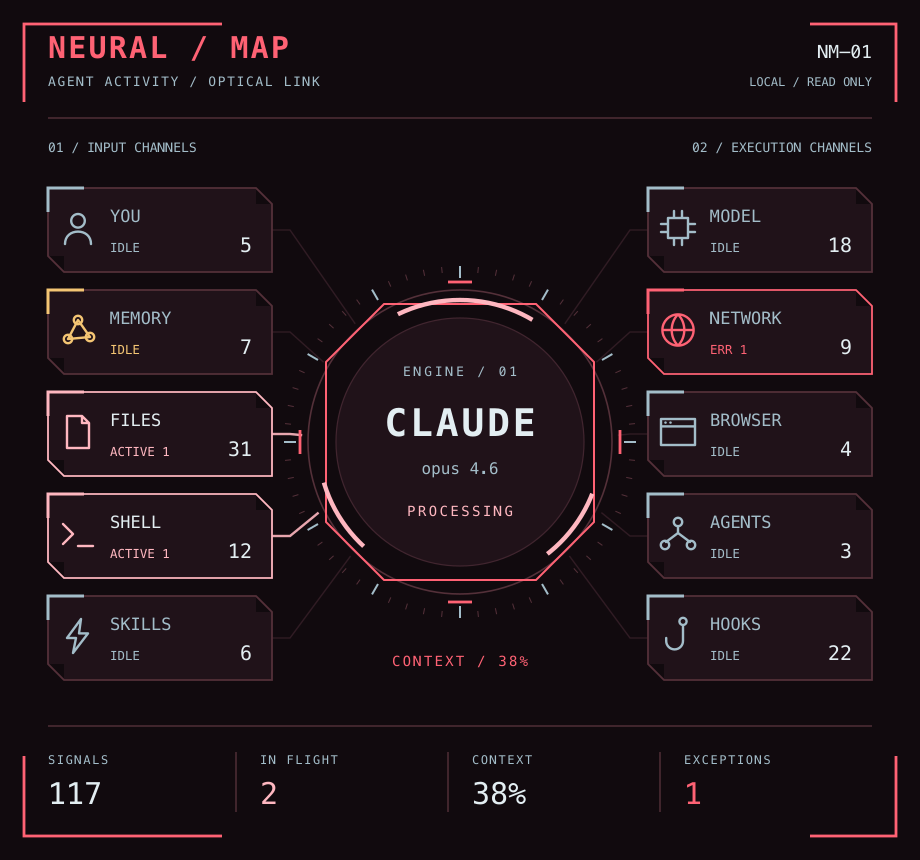 NEURAL / MAP
NM—01
AGENT ACTIVITY / OPTICAL LINK
LOCAL / READ ONLY
01 / INPUT CHANNELS
02 / EXECUTION CHANNELS
YOU
IDLE 5
MEMORY
IDLE 7
FILES
ACTIVE 1 31
SHELL
ACTIVE 1 12
SKILLS
IDLE 6
ENGINE / 01
CLAUDE
opus 4.6
PROCESSING
CONTEXT / 38%
MODEL
IDLE 18
NETWORK
ERR 1 9
BROWSER
IDLE 4
AGENTS
IDLE 3
HOOKS
IDLE 22
SIGNALS
117
IN FLIGHT
2
CONTEXT
38%
EXCEPTIONS
1